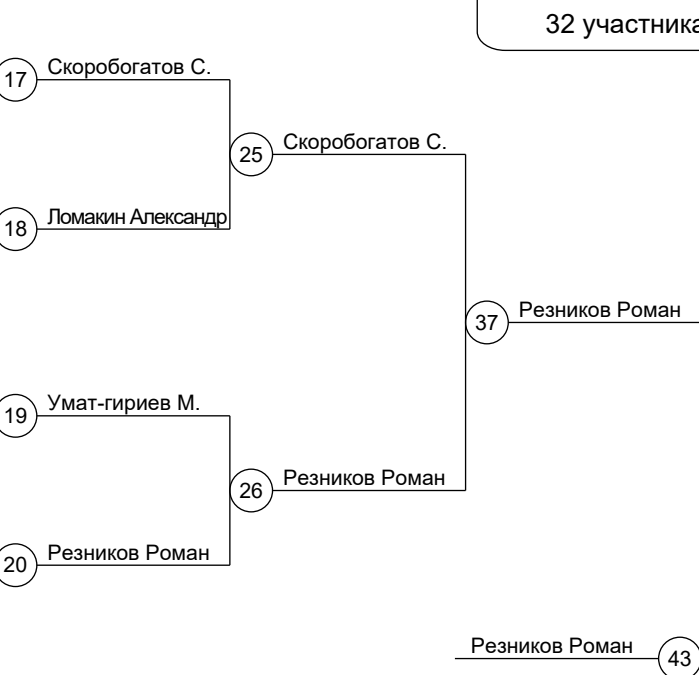 32 участника
17 Скоробогатов С.
25 Скоробогатов С.
18 Ломакин Александр
37 Резников Роман
19 Умат-гириев М.
26 Резников Роман
20 Резников Роман
Резников Роман 43